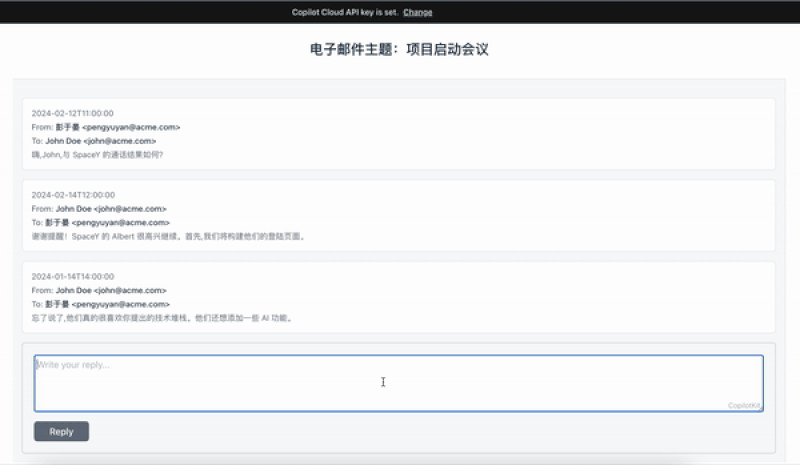 Copilot Cloud API key is set. Change
电子邮件主题：项目启动会议
2024-02-12T11:00:00
From: 彭于晏 <pengyuyan@acme.com>
To: John Doe <john@acme.com>
嗨,John,与 SpaceY 的通话结果如何?
2024-02-14T12:00:00
From: John Doe <john@acme.com>
To: 彭于晏 <pengyuyan@acme.com>
谢谢提醒！SpaceY 的 Albert 很高兴继续。首先,我们将构建他们的登陆页面。
2024-01-14T14:00:00
From: John Doe <john@acme.com>
To: 彭于晏 <pengyuyan@acme.com>
忘了说了,他们真的很喜欢你提出的技术堆栈。他们还想添加一些 AI 功能。
Write your reply...
CopilotKit
Reply